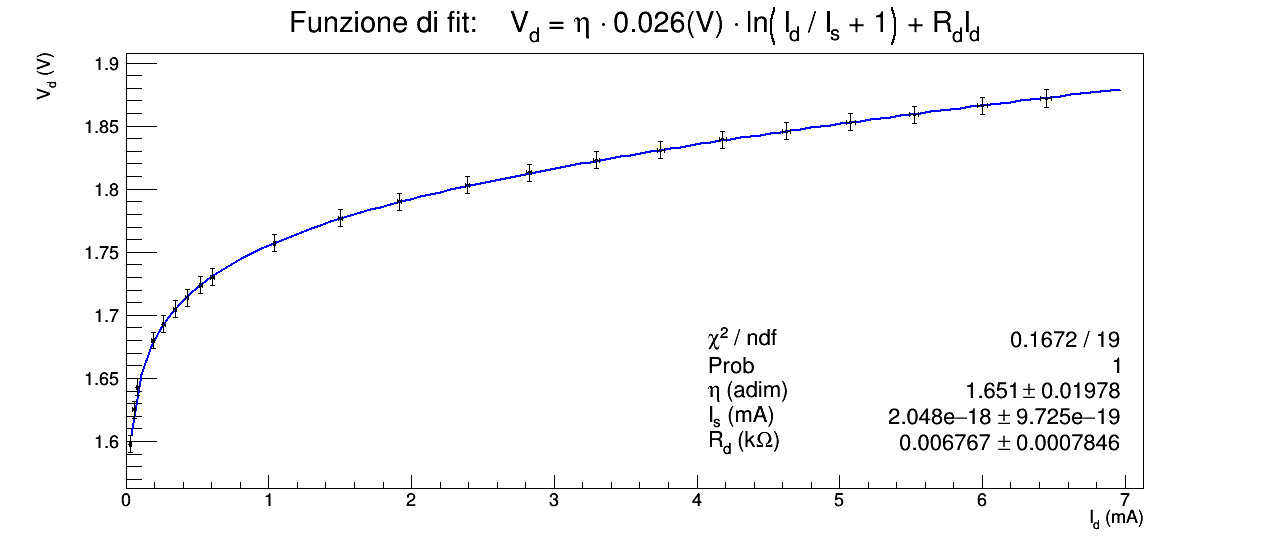 Funzione di fit: V_d = η · 0.026(V) · ln( I_d / I_s + 1) + R_dI_d
V_d (V)
1.9
1.85
1.8
1.75
1.7
1.65
1.6
χ² / ndf 0.1672 / 19
Prob 1
η (adim) 1.651 ± 0.01978
I_s (mA) 2.048e−18 ± 9.725e−19
R_d (kΩ) 0.006767 ± 0.0007846
0 1 2 3 4 5 6 7
I_d (mA)